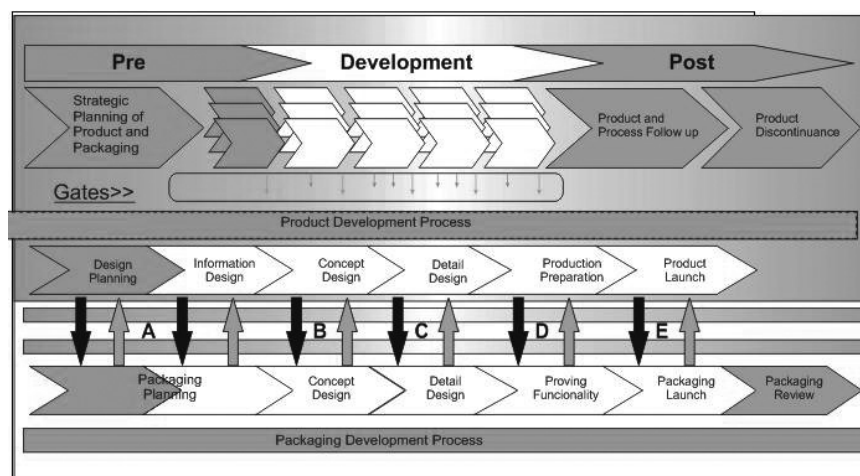 Pre
Development
Post
Strategic
Planning of
Product and
Packaging
Product and
Process Follow up
Product
Discontinuance
Gates>>
Product Development Process
Design
Planning
Information
Design
Concept
Design
Detail
Design
Production
Preparation
Product
Launch
A
B
C
D
E
Packaging
Planning
Concept
Design
Detail
Design
Proving
Funcionality
Packaging
Launch
Packaging
Review
Packaging Development Process